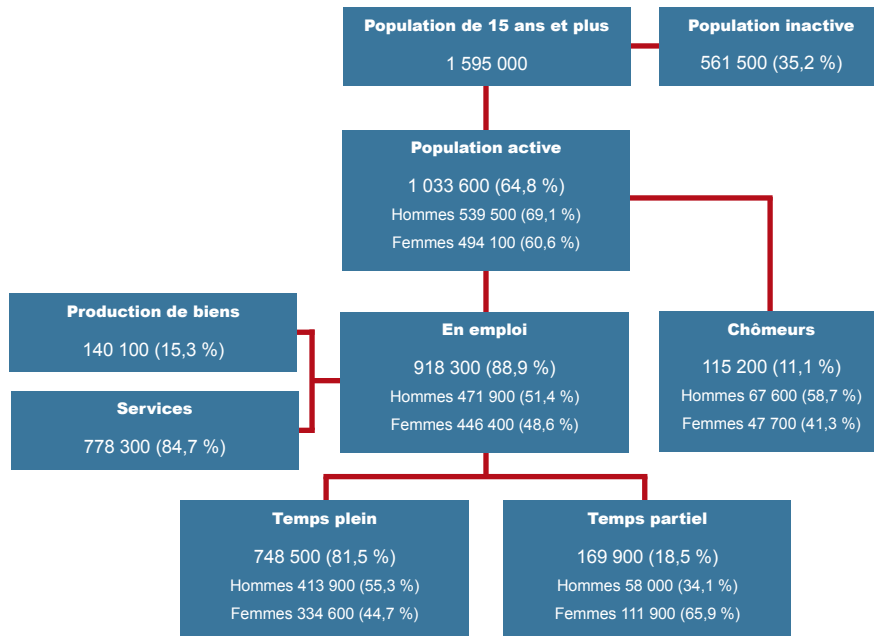 Population de 15 ans et plus
1 595 000
Population inactive
561 500 (35,2 %)
Population active
1 033 600 (64,8 %)
Hommes 539 500 (69,1 %)
Femmes 494 100 (60,6 %)
Production de biens
140 100 (15,3 %)
Services
778 300 (84,7 %)
En emploi
918 300 (88,9 %)
Hommes 471 900 (51,4 %)
Femmes 446 400 (48,6 %)
Chômeurs
115 200 (11,1 %)
Hommes 67 600 (58,7 %)
Femmes 47 700 (41,3 %)
Temps plein
748 500 (81,5 %)
Hommes 413 900 (55,3 %)
Femmes 334 600 (44,7 %)
Temps partiel
169 900 (18,5 %)
Hommes 58 000 (34,1 %)
Femmes 111 900 (65,9 %)